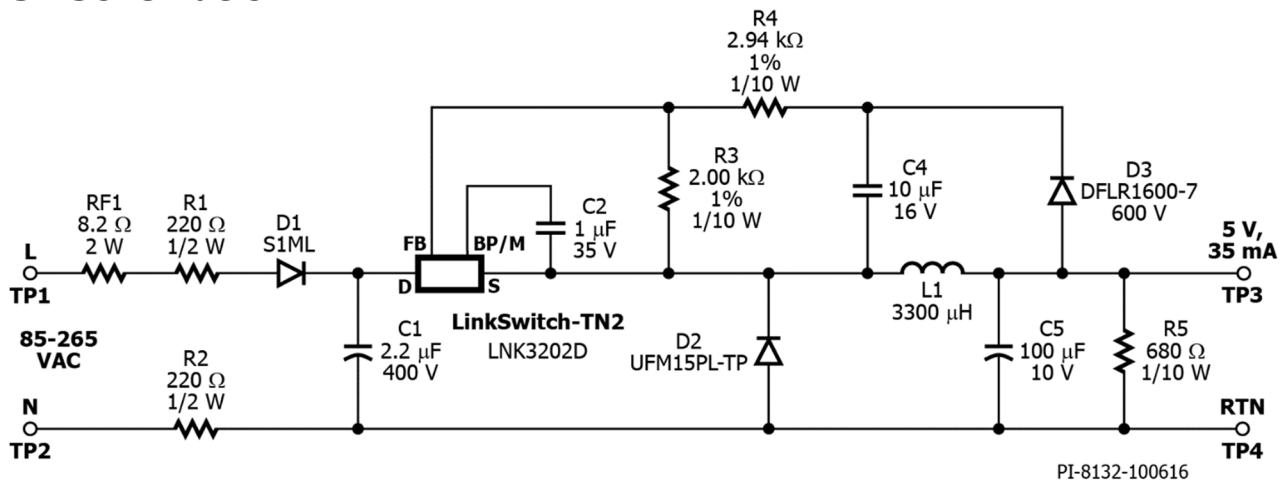 R4
2.94 kΩ
1%
1/10 W
R3
2.00 kΩ
1%
1/10 W
C4
10 μF
16 V
D3
DFLR1600-7
600 V
RF1
8.2 Ω
2 W
R1
220 Ω
1/2 W
D1
S1ML
C2
1 μF
35 V
FB
BP/M
D
S
L
TP1
5 V,
35 mA
TP3
LinkSwitch-TN2
LNK3202D
L1
3300 μH
85-265
VAC
C1
2.2 μF
400 V
D2
UFM15PL-TP
C5
100 μF
10 V
R5
680 Ω
1/10 W
R2
220 Ω
1/2 W
N
TP2
RTN
TP4
PI-8132-100616